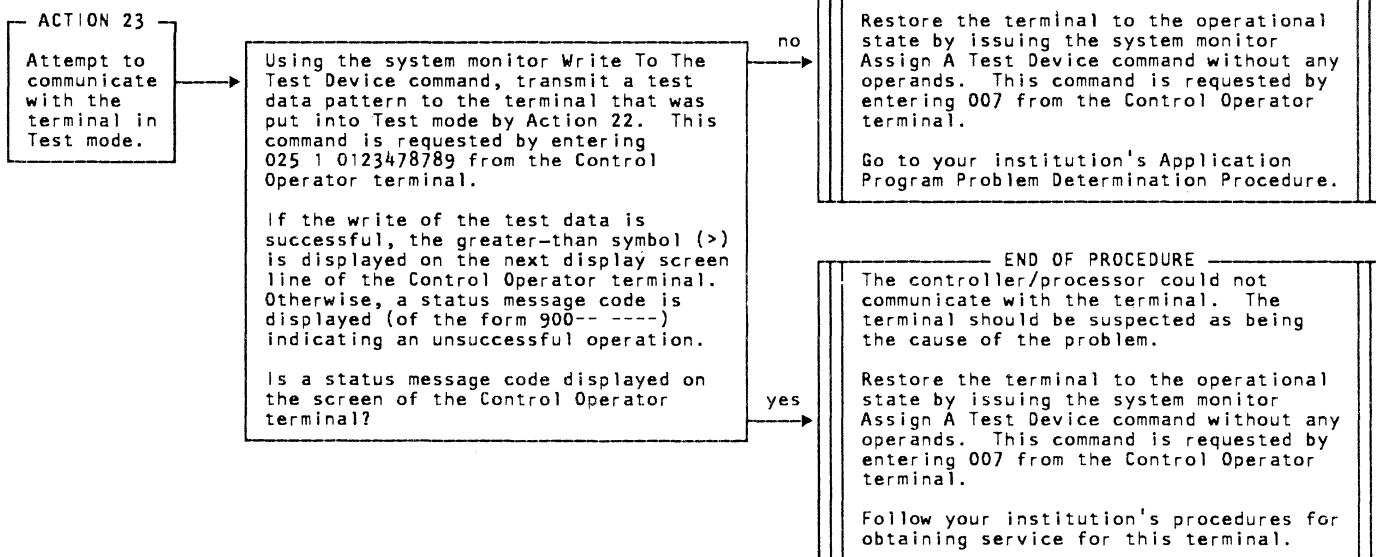 ACTION 23
Attempt to
communicate
with the
terminal in
Test mode.
Using the system monitor Write To The
Test Device command, transmit a test
data pattern to the terminal that was
put into Test mode by Action 22. This
command is requested by entering
025 1 0123478789 from the Control
Operator terminal.
If the write of the test data is
successful, the greater-than symbol (>)
is displayed on the next display screen
line of the Control Operator terminal.
Otherwise, a status message code is
displayed (of the form 900-- ----)
indicating an unsuccessful operation.
Is a status message code displayed on
the screen of the Control Operator
terminal?
no
Restore the terminal to the operational
state by issuing the system monitor
Assign A Test Device command without any
operands. This command is requested by
entering 007 from the Control Operator
terminal.
Go to your institution's Application
Program Problem Determination Procedure.
yes
END OF PROCEDURE
The controller/processor could not
communicate with the terminal. The
terminal should be suspected as being
the cause of the problem.
Restore the terminal to the operational
state by issuing the system monitor
Assign A Test Device command without any
operands. This command is requested by
entering 007 from the Control Operator
terminal.
Follow your institution's procedures for
obtaining service for this terminal.